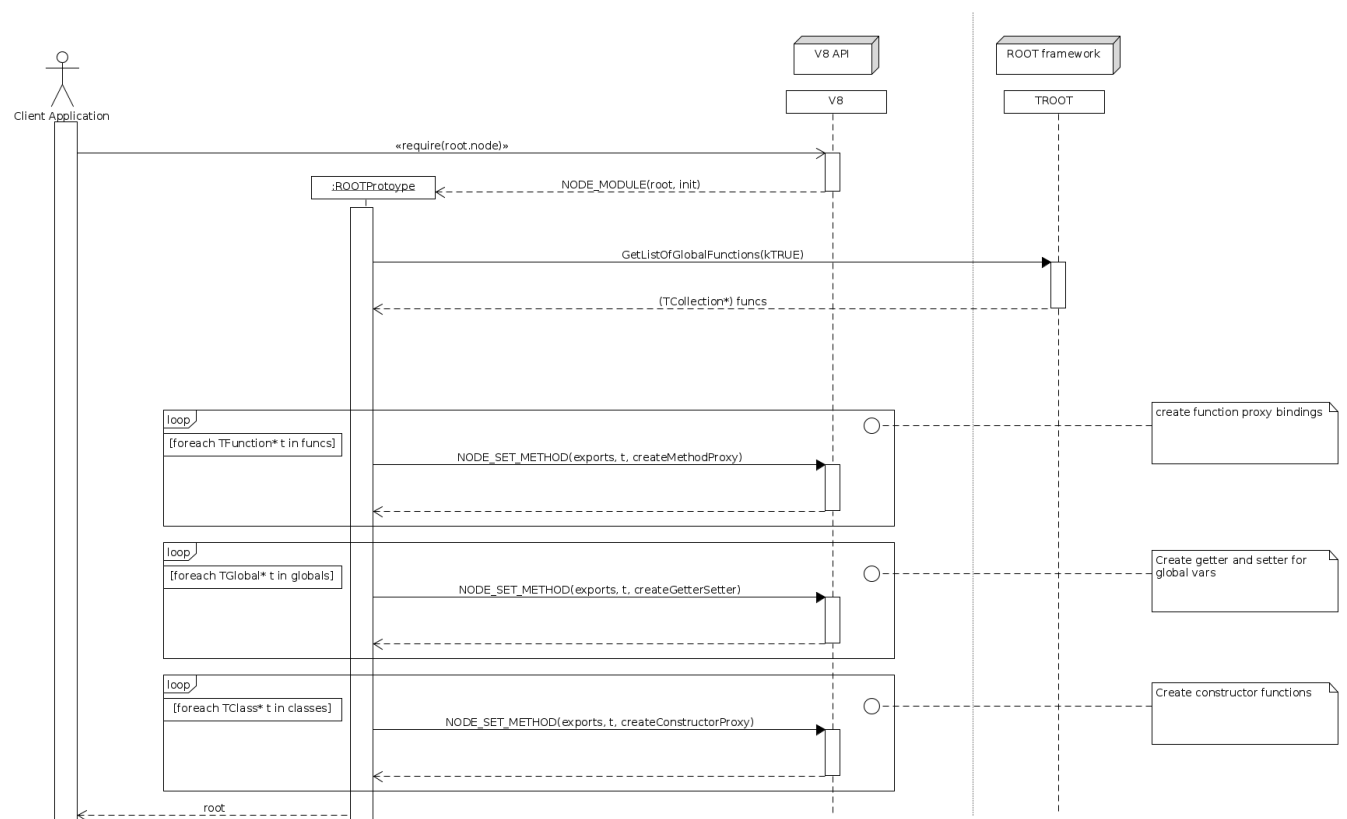 V8 API
ROOT framework
V8
TROOT
Client Application
«require(root.node)»
:ROOTProtoype
NODE_MODULE(root, init)
GetListOfGlobalFunctions(kTRUE)
(TCollection*) funcs
loop
create function proxy bindings
[foreach TFunction* t in funcs]
NODE_SET_METHOD(exports, t, createMethodProxy)
loop
Create getter and setter for
global vars
[foreach TGlobal* t in globals]
NODE_SET_METHOD(exports, t, createGetterSetter)
loop
Create constructor functions
[foreach TClass* t in classes]
NODE_SET_METHOD(exports, t, createConstructorProxy)
root